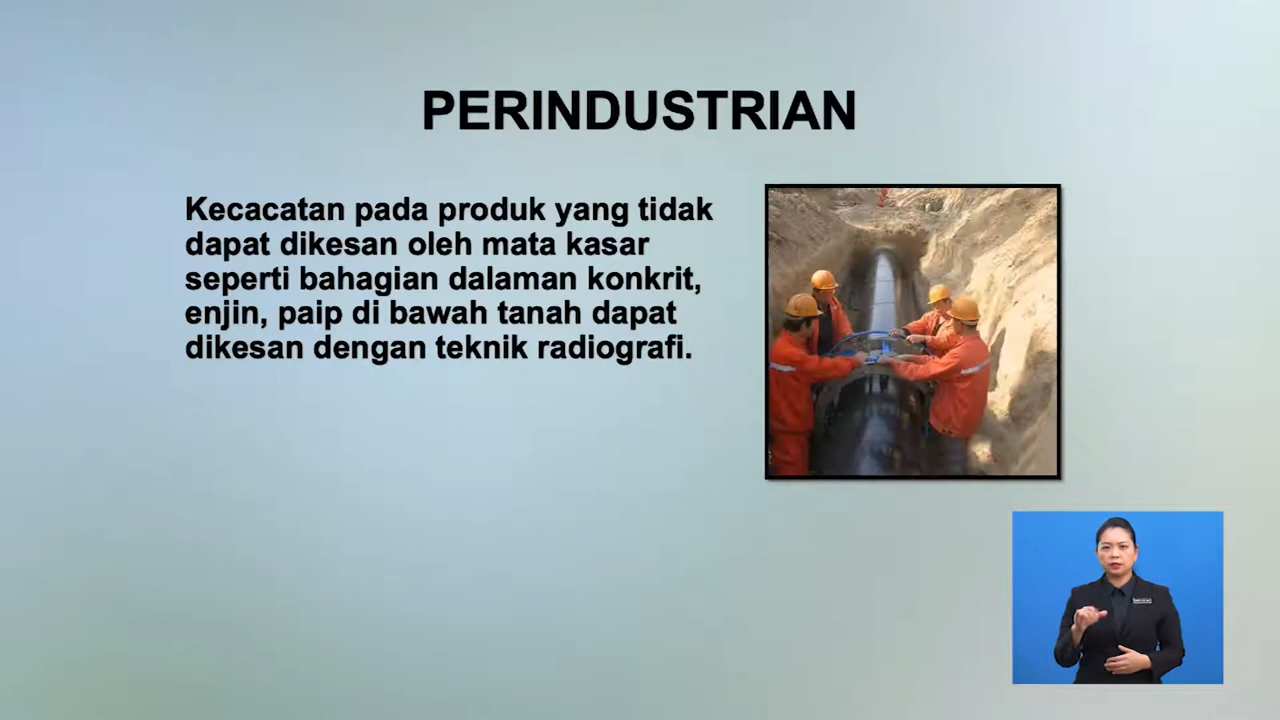 PERINDUSTRIAN
Kecacatan pada produk yang tidak
dapat dikesan oleh mata kasar
seperti bahagian dalaman konkrit,
enjin, paip di bawah tanah dapat
dikesan dengan teknik radiografi.